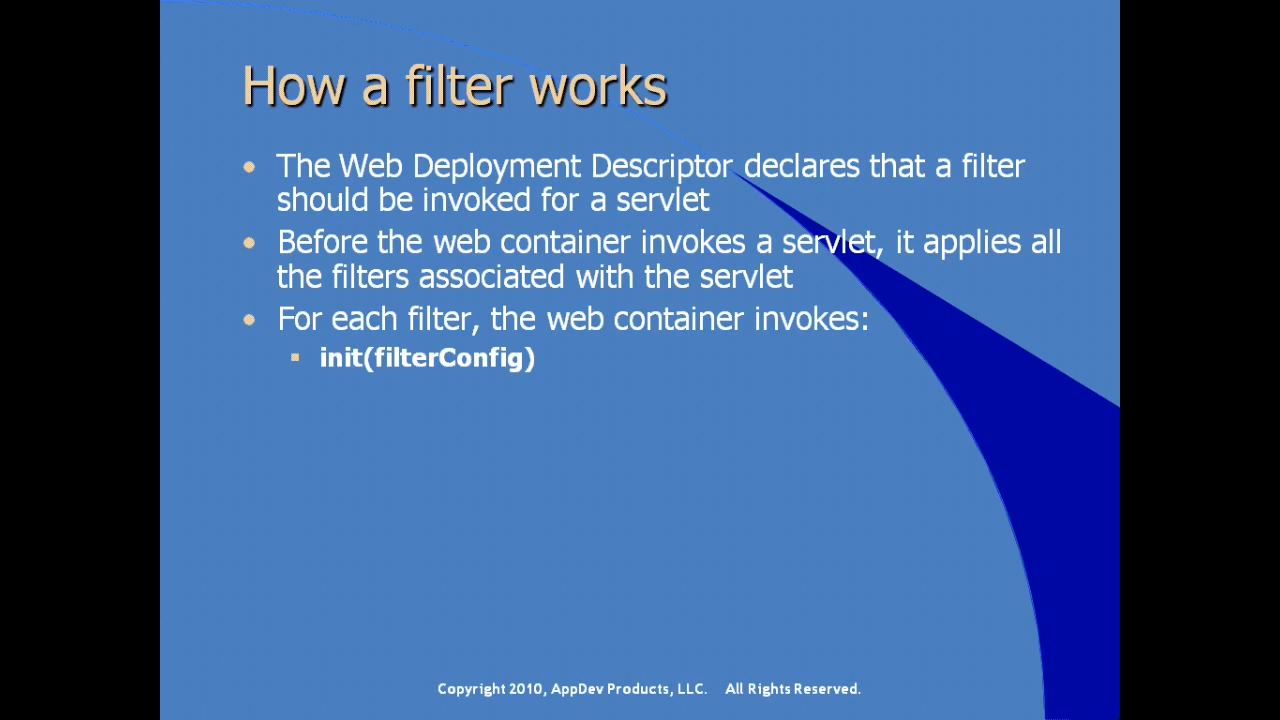 How a filter works
The Web Deployment Descriptor declares that a filter
should be invoked for a servlet
Before the web container invokes a servlet, it applies all
the filters associated with the servlet
For each filter, the web container invokes:
init(filterConfig)
Copyright 2010, AppDev Products, LLC. All Rights Reserved.